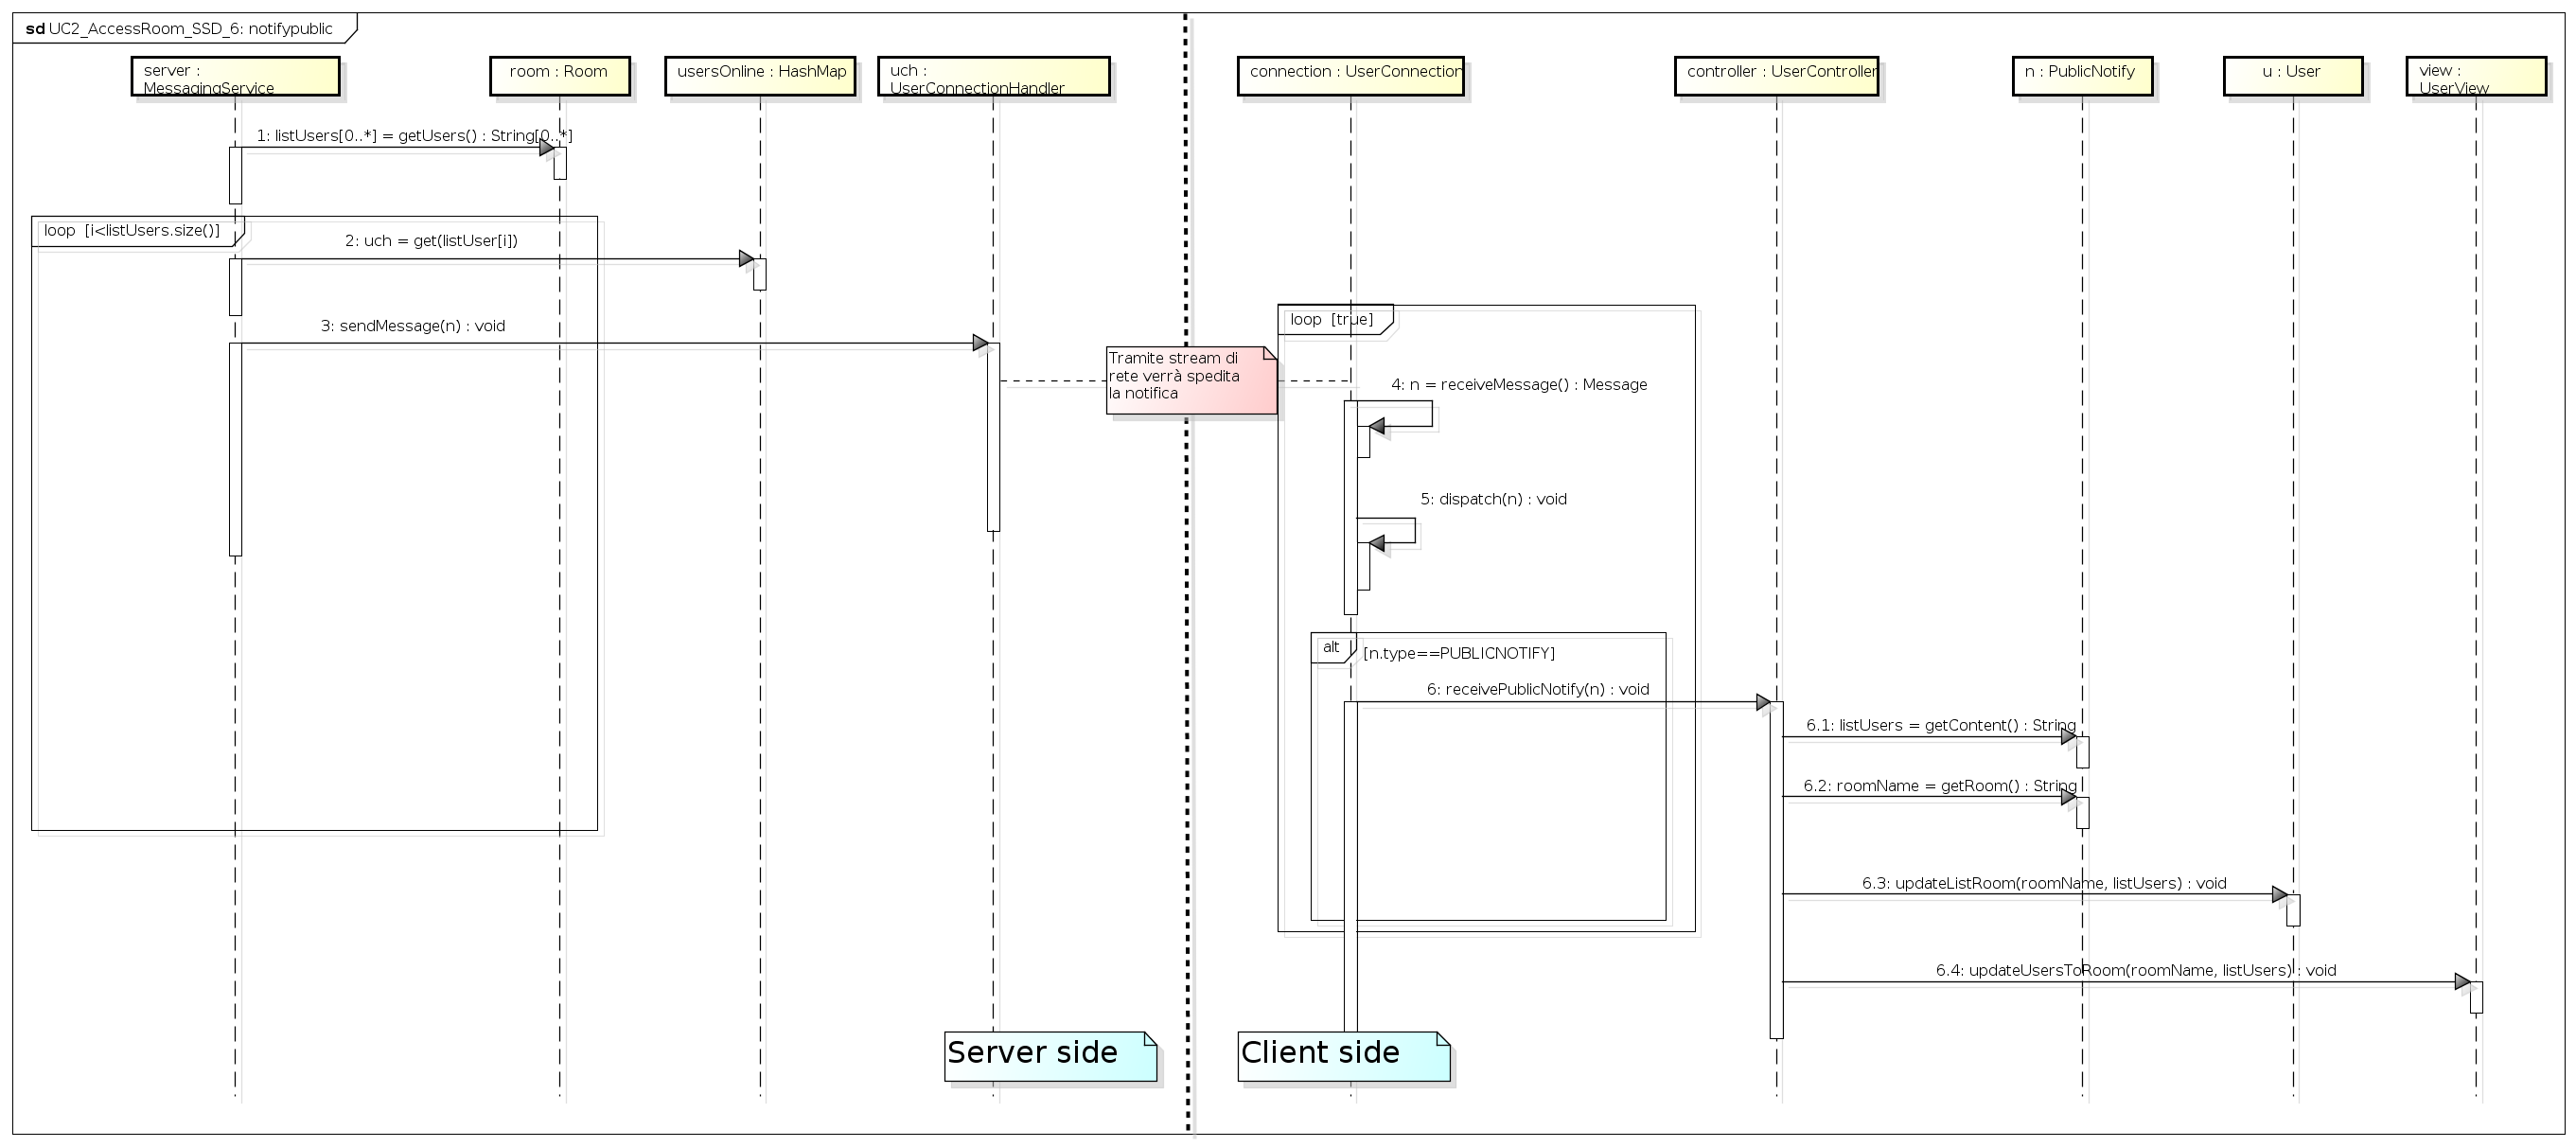 sd UC2_AccessRoom_SSD_6: notifypublic
server :
MessagingService
room : Room
usersOnline : HashMap
uch :
UserConnectionHandler
connection : UserConnection
controller : UserController
n : PublicNotify
u : User
view :
UserView
1: listUsers[0..*] = getUsers() : String[0..*]
loop [i<listUsers.size()]
2: uch = get(listUser[i])
3: sendMessage(n) : void
loop [true]
Tramite stream di
rete verrà spedita
la notifica
4: n = receiveMessage() : Message
5: dispatch(n) : void
alt
[n.type==PUBLICNOTIFY]
6: receivePublicNotify(n) : void
6.1: listUsers = getContent() : String
6.2: roomName = getRoom() : String
6.3: updateListRoom(roomName, listUsers) : void
6.4: updateUsersToRoom(roomName, listUsers) : void
Server side
Client side